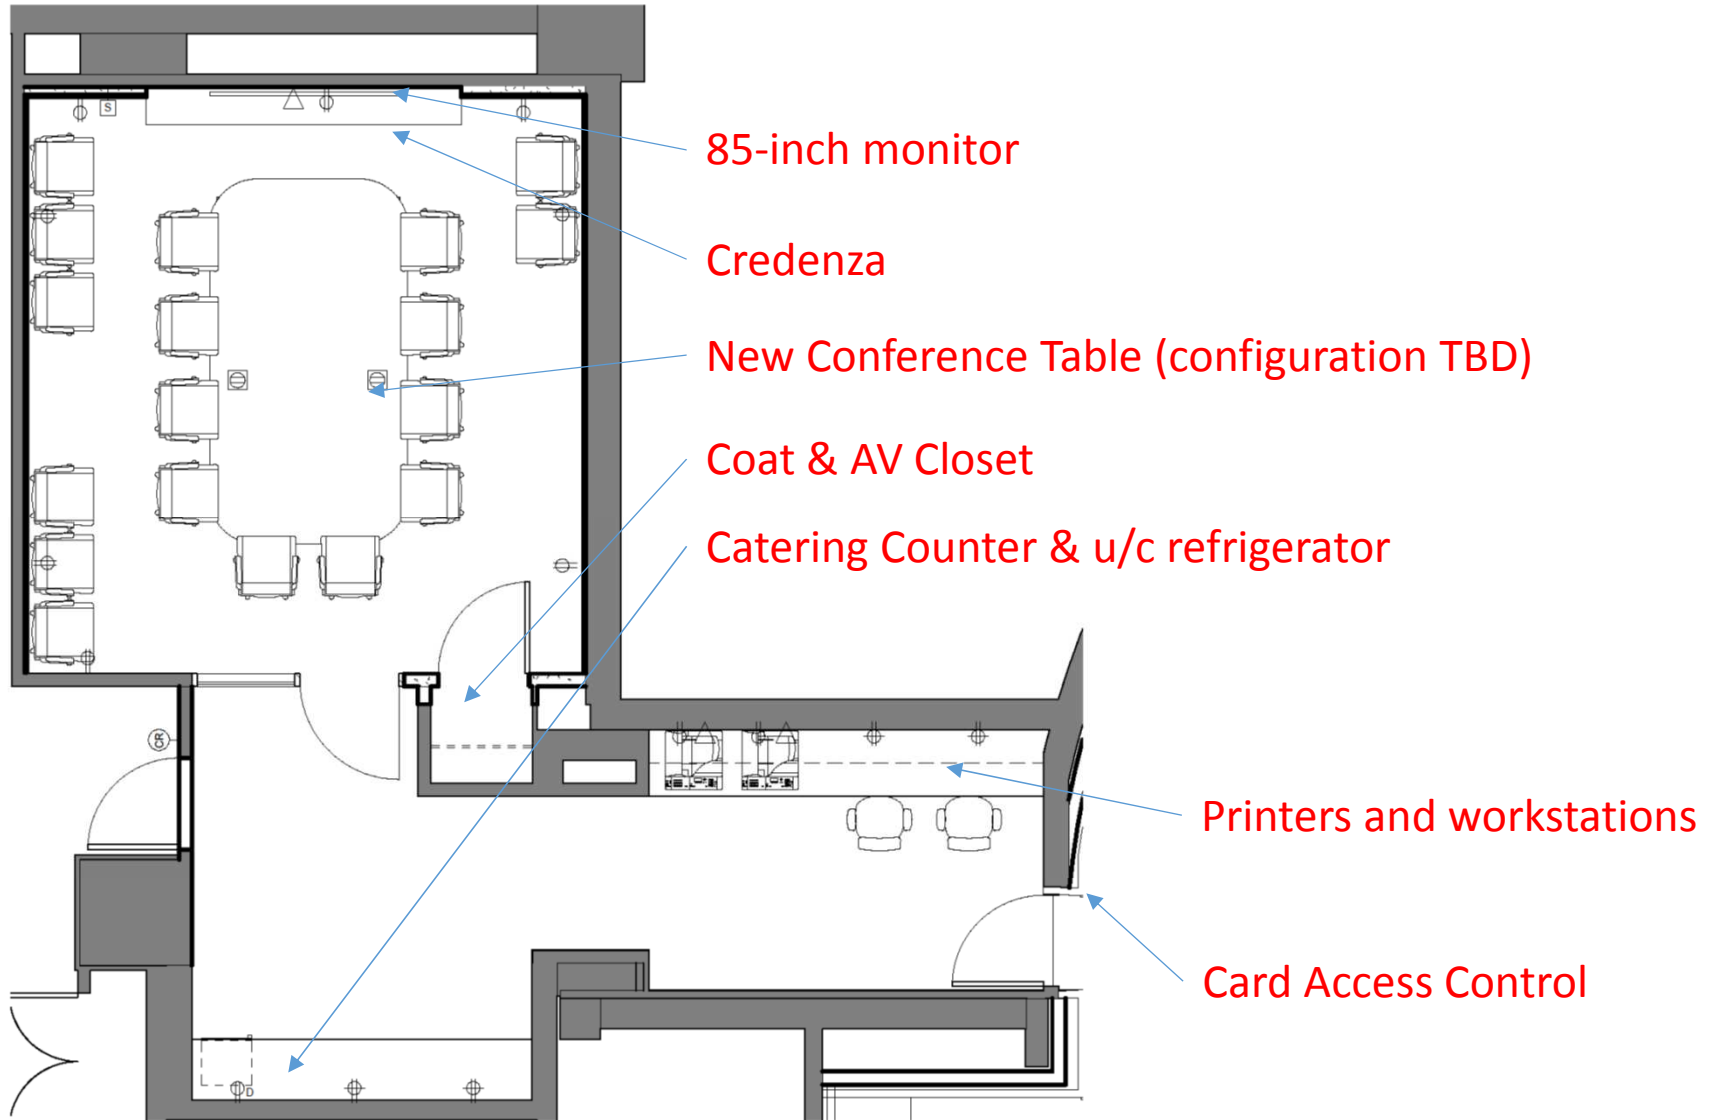 S
85-inch monitor
Credenza
New Conference Table (configuration TBD)
Coat & AV Closet
Catering Counter & u/c refrigerator
CR
Printers and workstations
Card Access Control
D